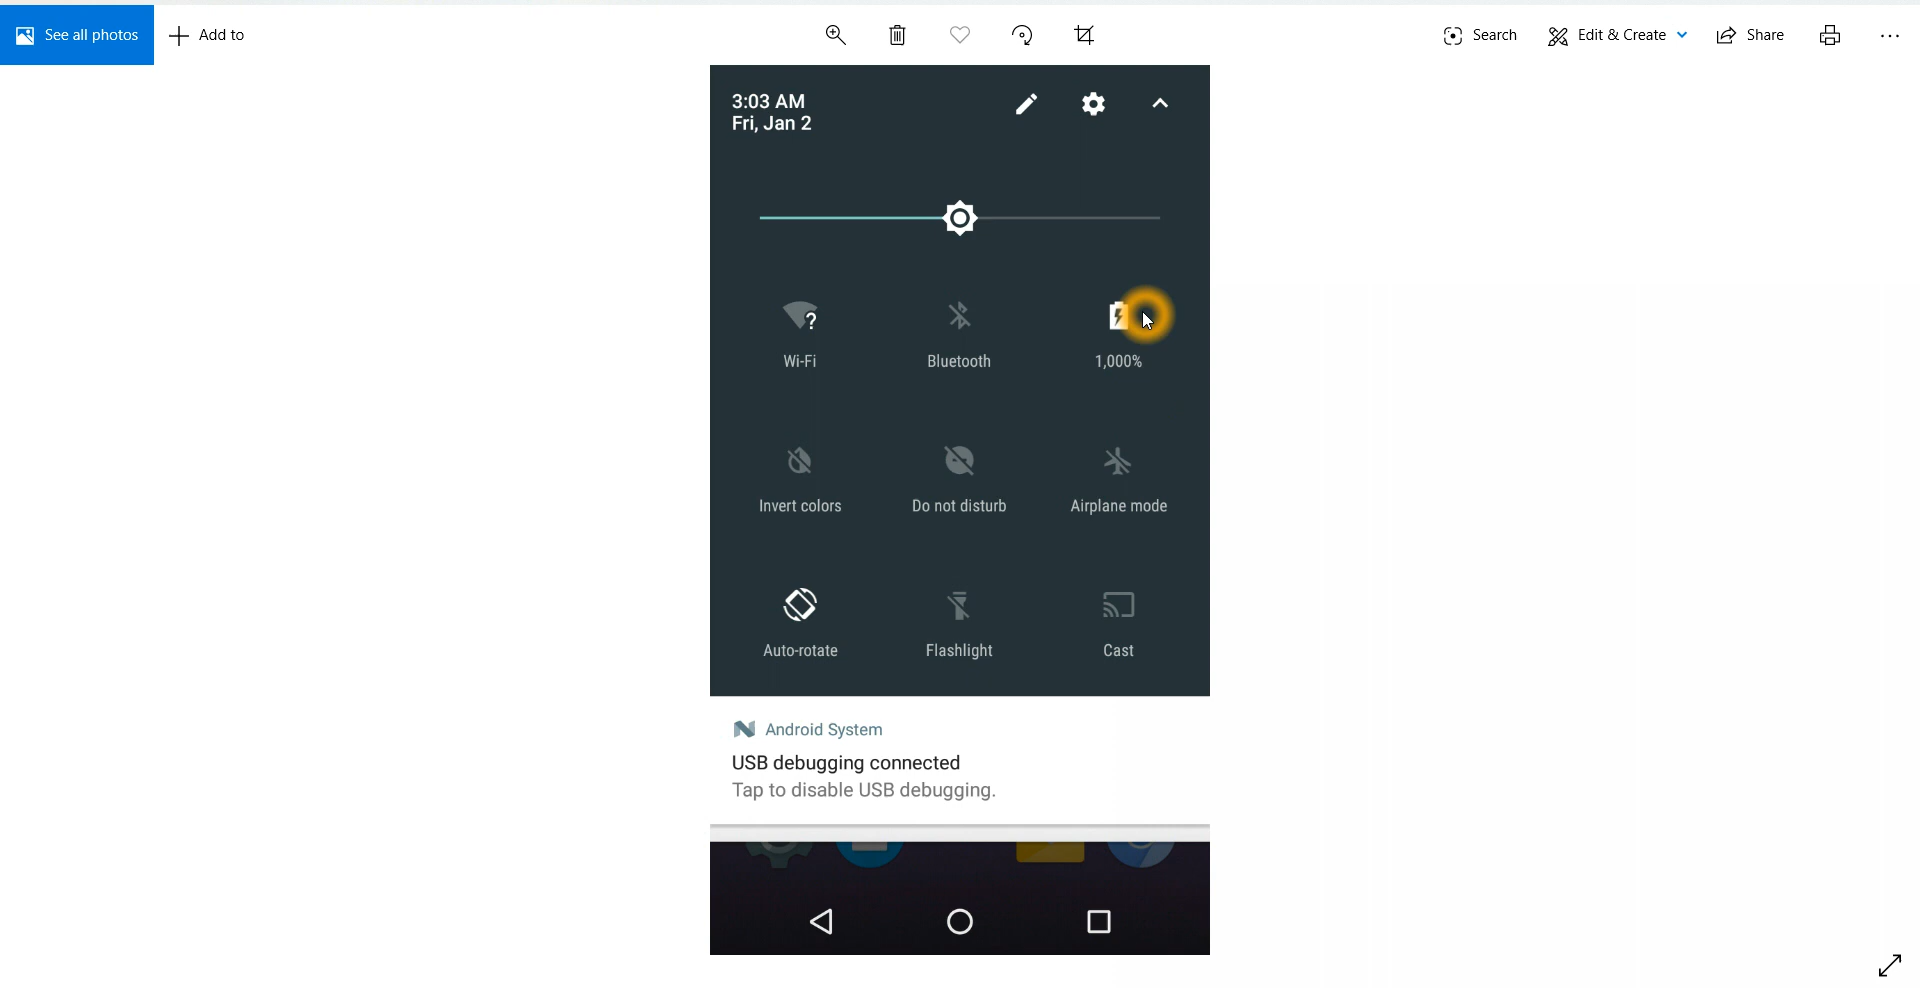 See all photos
Add to
Search
Edit & Create
Share
3:03 AM
Fri, Jan 2
Wi-Fi
Bluetooth
1,000%
Invert colors
Do not disturb
Airplane mode
Auto-rotate
Flashlight
Cast
Android System
USB debugging connected
Tap to disable USB debugging.